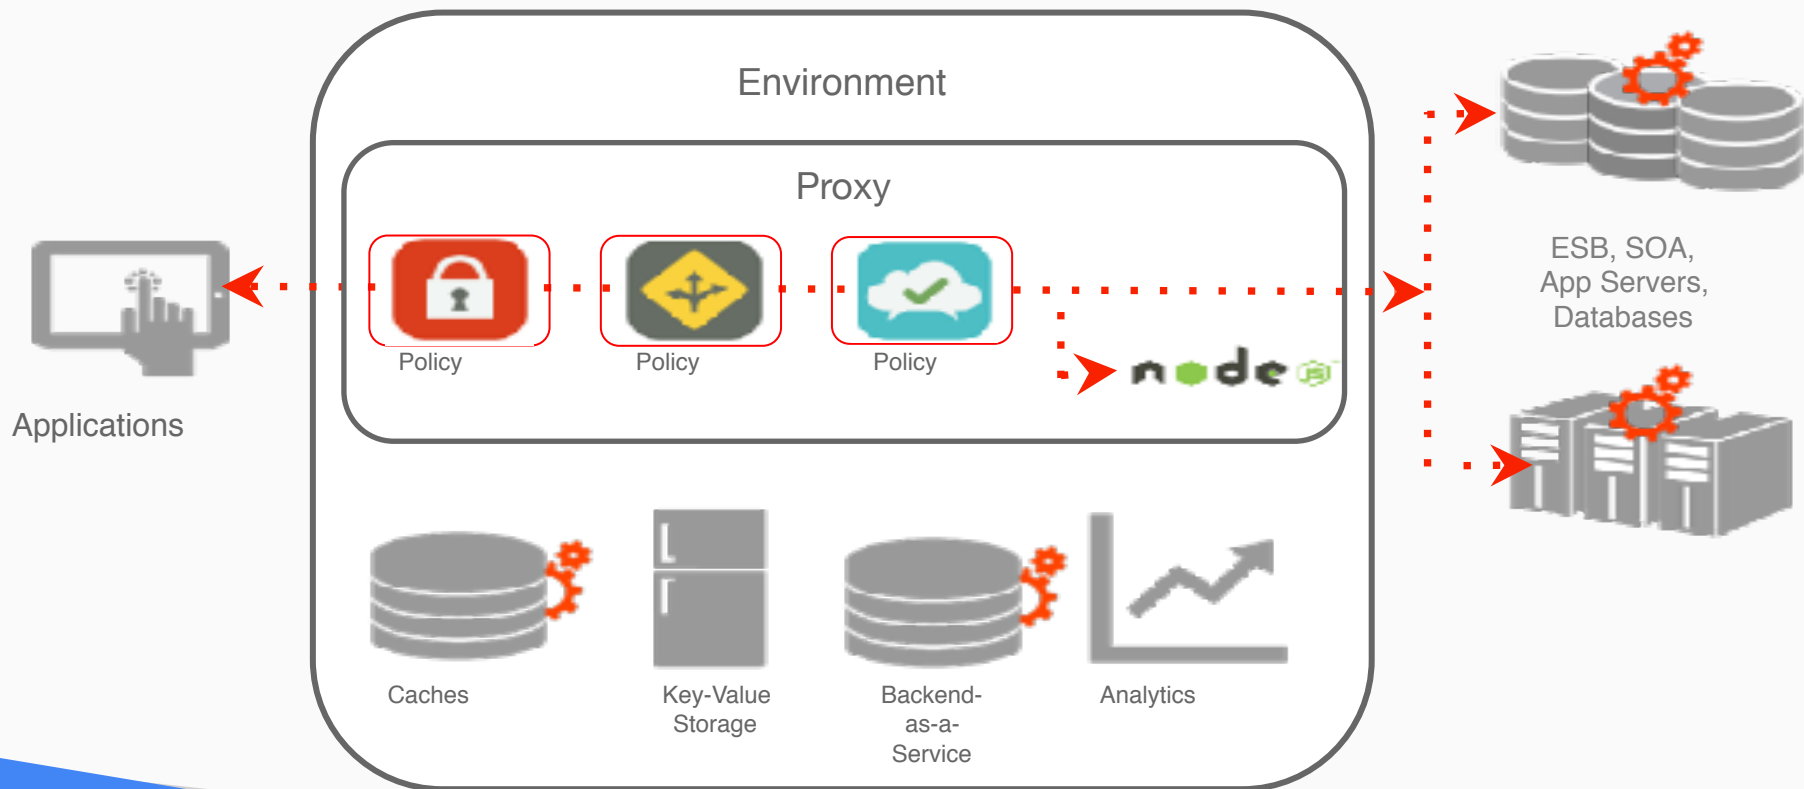 Environment
Proxy
Policy
Policy
Policy
node
JS
Applications
ESB, SOA,
App Servers,
Databases
Caches
Key-Value
Storage
Backend-
as-a-
Service
Analytics